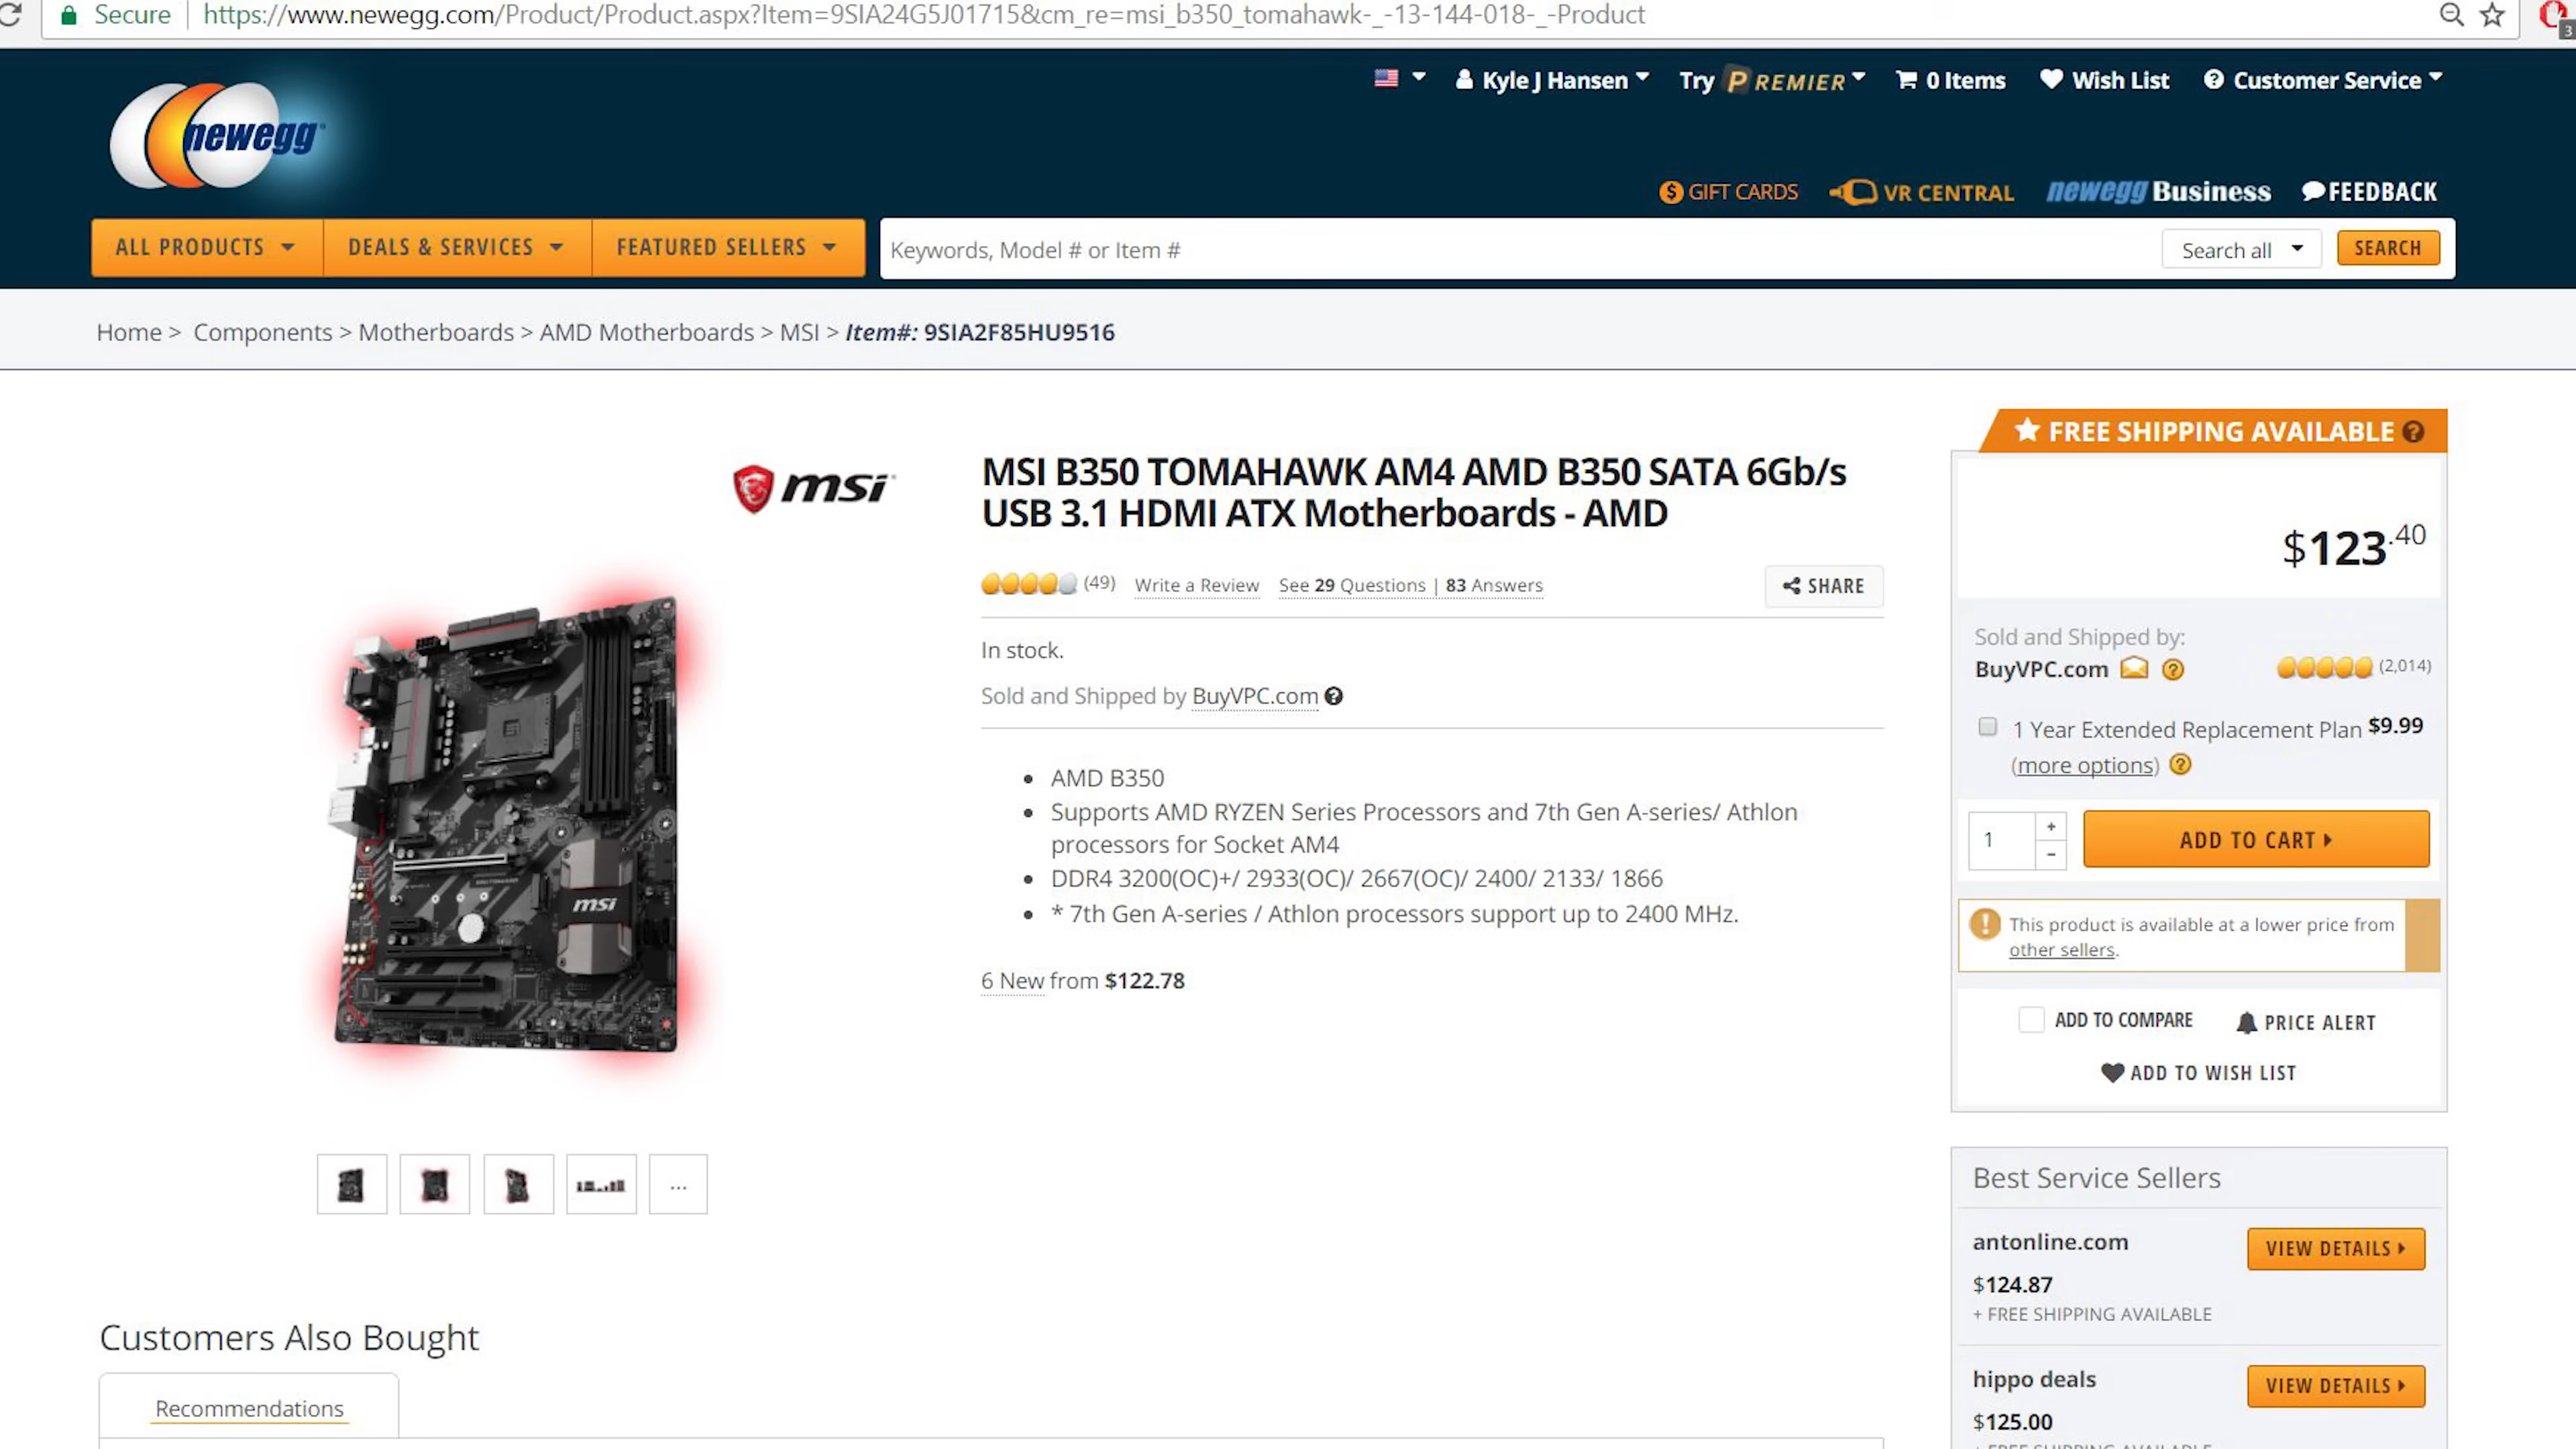 Secure https://www.newegg.com/Product/Product.aspx?Item=9SIA24G5J01715&cm_re=msi_b350_tomahawk-_-13-144-018-_-Product
3
Kyle J Hansen Try PREMIER 0 Items Wish List Customer Service
newegg
GIFT CARDS VR CENTRAL newegg Business FEEDBACK
ALL PRODUCTS DEALS & SERVICES FEATURED SELLERS Keywords, Model # or Item # Search all SEARCH
Home > Components > Motherboards > AMD Motherboards > MSI > Item#: 9SIA2F85HU9516
msi
msi
MSI B350 TOMAHAWK AM4 AMD B350 SATA 6Gb/s
USB 3.1 HDMI ATX Motherboards - AMD
(49) Write a Review See 29 Questions | 83 Answers SHARE
In stock.
Sold and Shipped by BuyVPC.com
AMD B350
Supports AMD RYZEN Series Processors and 7th Gen A-series/ Athlon
processors for Socket AM4
DDR4 3200(OC)+/ 2933(OC)/ 2667(OC)/ 2400/ 2133/ 1866
* 7th Gen A-series / Athlon processors support up to 2400 MHz.
6 New from $122.78
FREE SHIPPING AVAILABLE
$123.40
Sold and Shipped by:
BuyVPC.com (2,014)
1 Year Extended Replacement Plan $9.99
(more options)
1 + - ADD TO CART
This product is available at a lower price from
other sellers.
ADD TO COMPARE PRICE ALERT
ADD TO WISH LIST
Best Service Sellers
antonline.com VIEW DETAILS
$124.87
+ FREE SHIPPING AVAILABLE
hippo deals VIEW DETAILS
$125.00
+ FREE SHIPPING AVAILABLE
...
Customers Also Bought
Recommendations